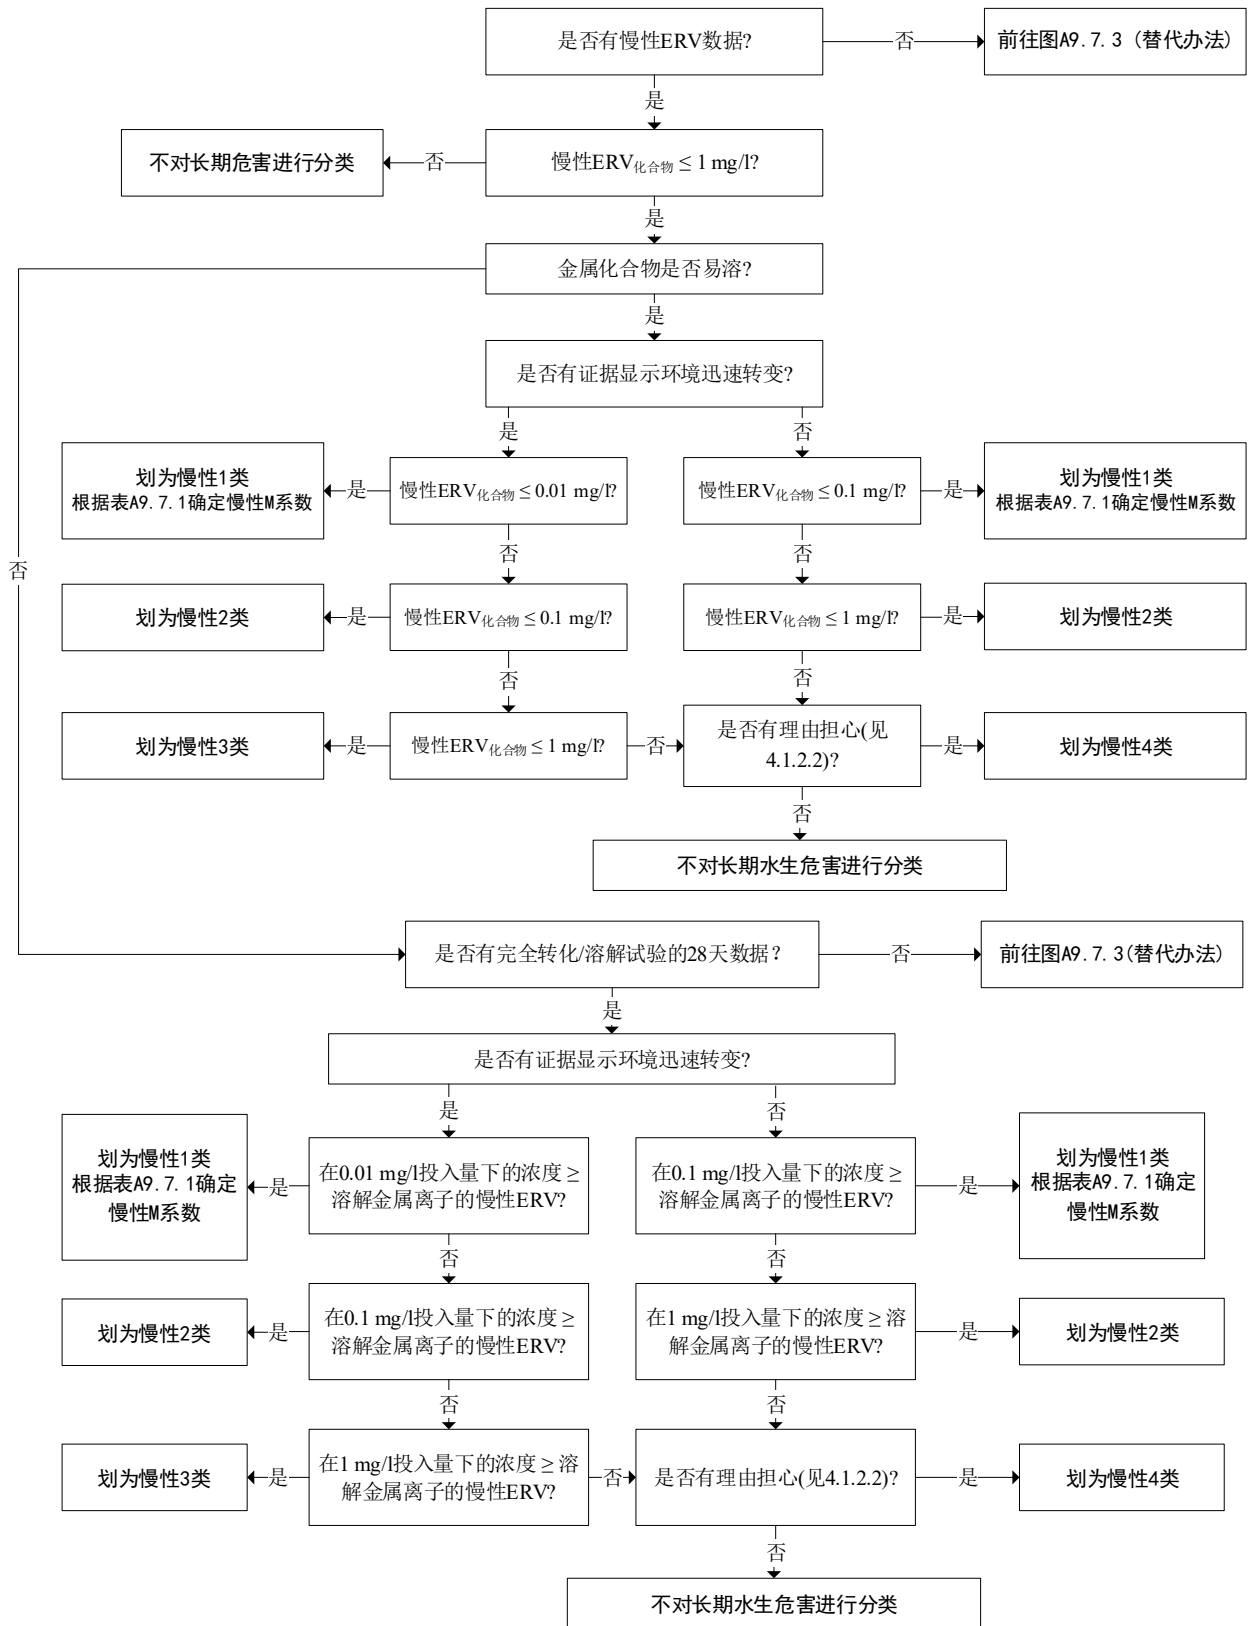 是否有慢性ERV数据?
否
前往图A9.7.3 (替代办法)
是
不对长期危害进行分类
否
慢性ERV化合物 ≤ 1 mg/l?
是
金属化合物是否易溶?
是
是否有证据显示环境迅速转变?
是
否
划为慢性1类
根据表A9.7.1确定慢性M系数
是
慢性ERV化合物 ≤ 0.01 mg/l?
慢性ERV化合物 ≤ 0.1 mg/l?
是
划为慢性1类
根据表A9.7.1确定慢性M系数
否
否
否
划为慢性2类
是
慢性ERV化合物 ≤ 0.1 mg/l?
慢性ERV化合物 ≤ 1 mg/l?
是
划为慢性2类
否
否
划为慢性3类
是
慢性ERV化合物 ≤ 1 mg/l?
否
是否有理由担心(见
4.1.2.2)?
是
划为慢性4类
否
不对长期水生危害进行分类
是否有完全转化/溶解试验的28天数据?
否
前往图A9.7.3(替代办法)
是
是否有证据显示环境迅速转变?
是
否
划为慢性1类
根据表A9.7.1确定
慢性M系数
是
在0.01 mg/l投入量下的浓度 ≥
溶解金属离子的慢性ERV?
在0.1 mg/l投入量下的浓度 ≥
溶解金属离子的慢性ERV?
是
划为慢性1类
根据表A9.7.1确定
慢性M系数
否
否
划为慢性2类
是
在0.1 mg/l投入量下的浓度 ≥
溶解金属离子的慢性ERV?
在1 mg/l投入量下的浓度 ≥ 溶
解金属离子的慢性ERV?
是
划为慢性2类
否
否
划为慢性3类
是
在1 mg/l投入量下的浓度 ≥ 溶
解金属离子的慢性ERV?
否
是否有理由担心(见4.1.2.2)?
是
划为慢性4类
否
不对长期水生危害进行分类